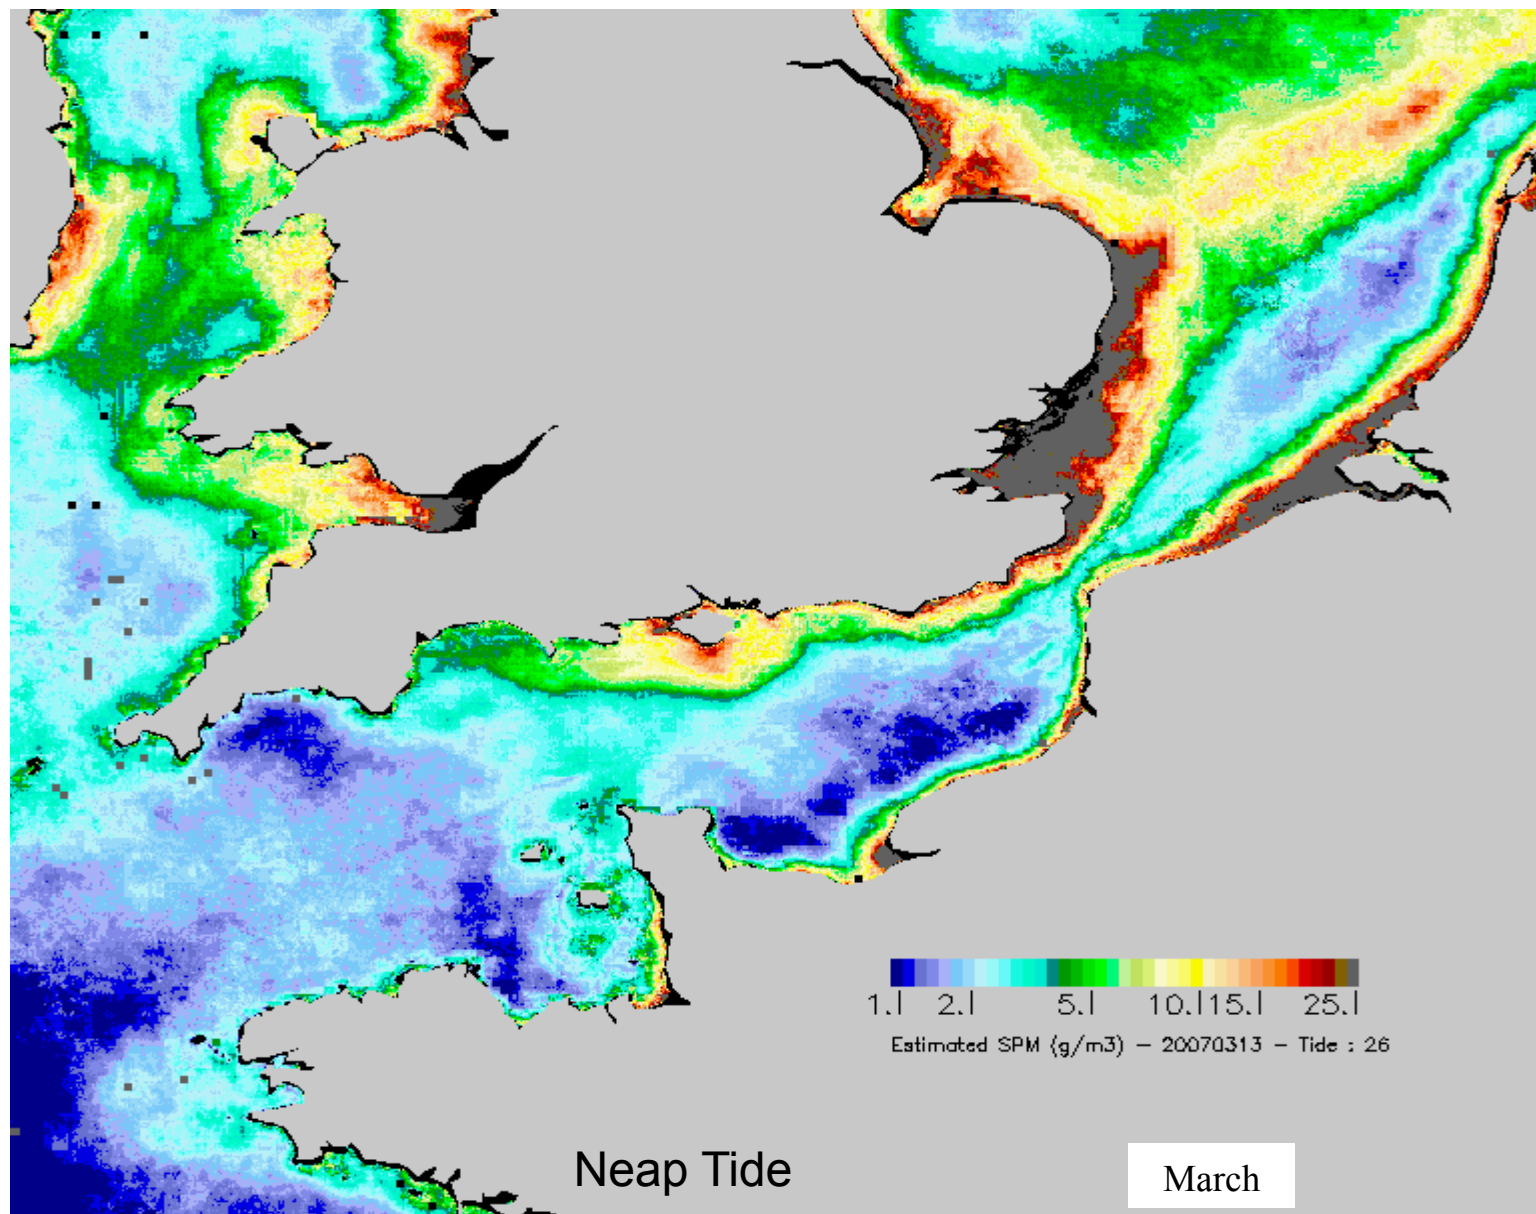 1.| 2.| 5.| 10.| 15.| 25.|
Estimated SPM (g/m3) – 20070313 – Tide : 26
Neap Tide
March